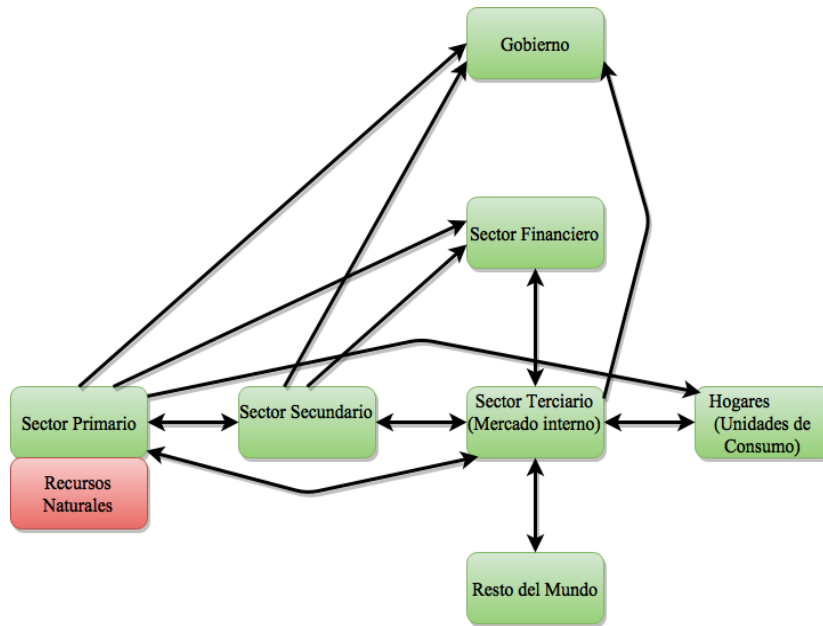 Gobierno
Sector Financiero
Sector Primario
Sector Secundario
Sector Terciario
(Mercado interno)
Hogares
(Unidades de
Consumo)
Recursos
Naturales
Resto del Mundo